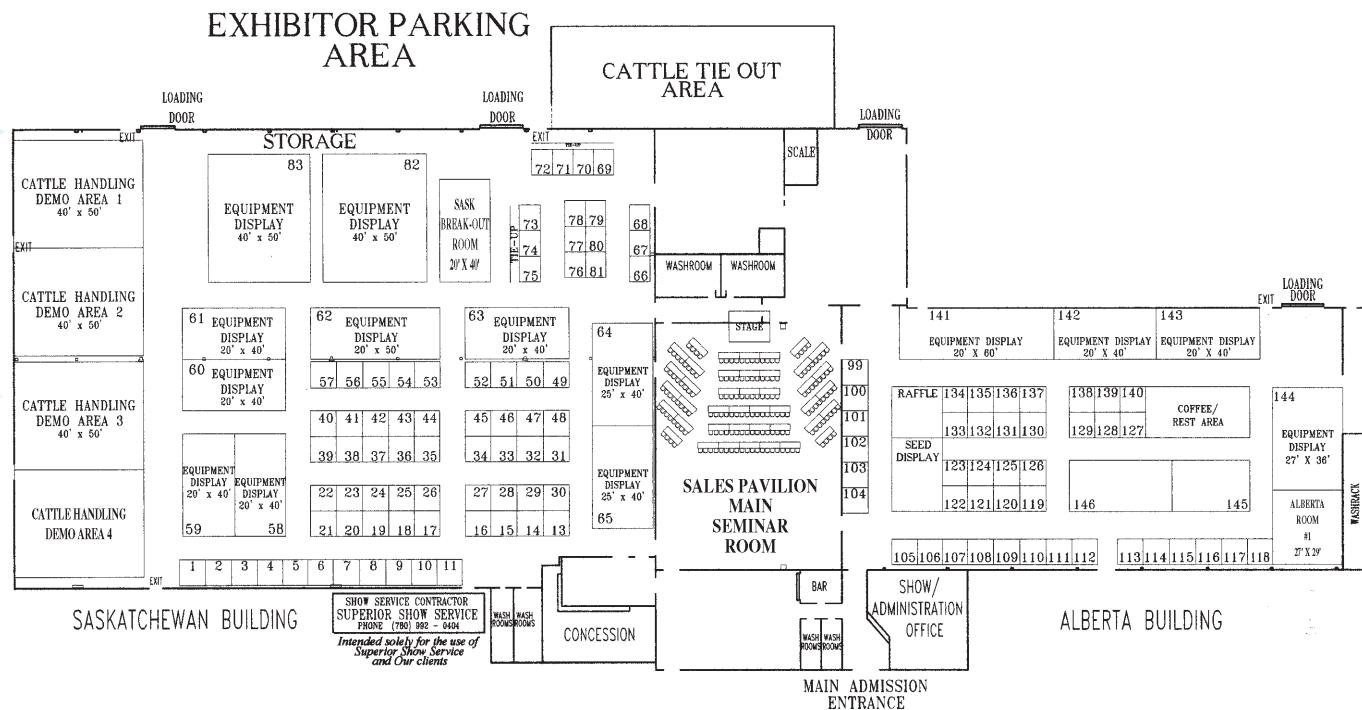 EXHIBITOR PARKING
AREA
CATTLE TIE OUT
AREA
LOADING
DOOR
LOADING
DOOR
LOADING
DOOR
EXIT
STORAGE
EXIT
TIE-UP
SCALE
CATTLE HANDLING
DEMO AREA 1
40' x 50'
83
EQUIPMENT
DISPLAY
40' x 50'
82
EQUIPMENT
DISPLAY
40' x 50'
SASK
BREAK-OUT
ROOM
20' X 40'
72 71 70 69
TIE-UP
73
74
75
78 79
77 80
76 81
68
67
66
WASHROOM
WASHROOM
EXIT
CATTLE HANDLING
DEMO AREA 2
40' x 50'
61 EQUIPMENT
DISPLAY
20' x 40'
62 EQUIPMENT
DISPLAY
20' x 50'
63 EQUIPMENT
DISPLAY
20' x 40'
64
EQUIPMENT
DISPLAY
25' x 40'
STAGE
60
EQUIPMENT
DISPLAY
20' x 40'
57 56 55 54 53
52 51 50 49
CATTLE HANDLING
DEMO AREA 3
40' x 50'
40 41 42 43 44
39 38 37 36 35
45 46 47 48
34 33 32 31
EQUIPMENT
DISPLAY
20' x 40'
59
EQUIPMENT
DISPLAY
20' x 40'
58
22 23 24 25 26
21 20 19 18 17
27 28 29 30
16 15 14 13
EQUIPMENT
DISPLAY
25' x 40'
65
SALES PAVILION
MAIN
SEMINAR
ROOM
CATTLE HANDLING
DEMO AREA 4
EXIT
1 2 3 4 5 6 7 8 9 10 11
99
100
101
102
103
104
EXIT
LOADING
DOOR
141
EQUIPMENT DISPLAY
20' X 60'
142
EQUIPMENT DISPLAY
20' X 40'
143
EQUIPMENT DISPLAY
20' X 40'
RAFFLE
134 135 136 137
133 132 131 130
138 139 140
129 128 127
COFFEE/
REST AREA
144
EQUIPMENT
DISPLAY
27' X 36'
SEED
DISPLAY
123 124 125 126
122 121 120 119
146
145
ALBERTA
ROOM
#1
27' X 29'
WASHRACK
105 106 107 108 109 110 111 112
113 114 115 116 117 118
SASKATCHEWAN BUILDING
SHOW SERVICE CONTRACTOR
SUPERIOR SHOW SERVICE
PHONE (780) 992 - 0404
Intended solely for the use of
Superior Show Service
and Our clients
WASH
ROOMS
WASH
ROOMS
CONCESSION
BAR
WASH
ROOMS
WASH
ROOMS
SHOW/
ADMINISTRATION
OFFICE
ALBERTA BUILDING
MAIN ADMISSION
ENTRANCE